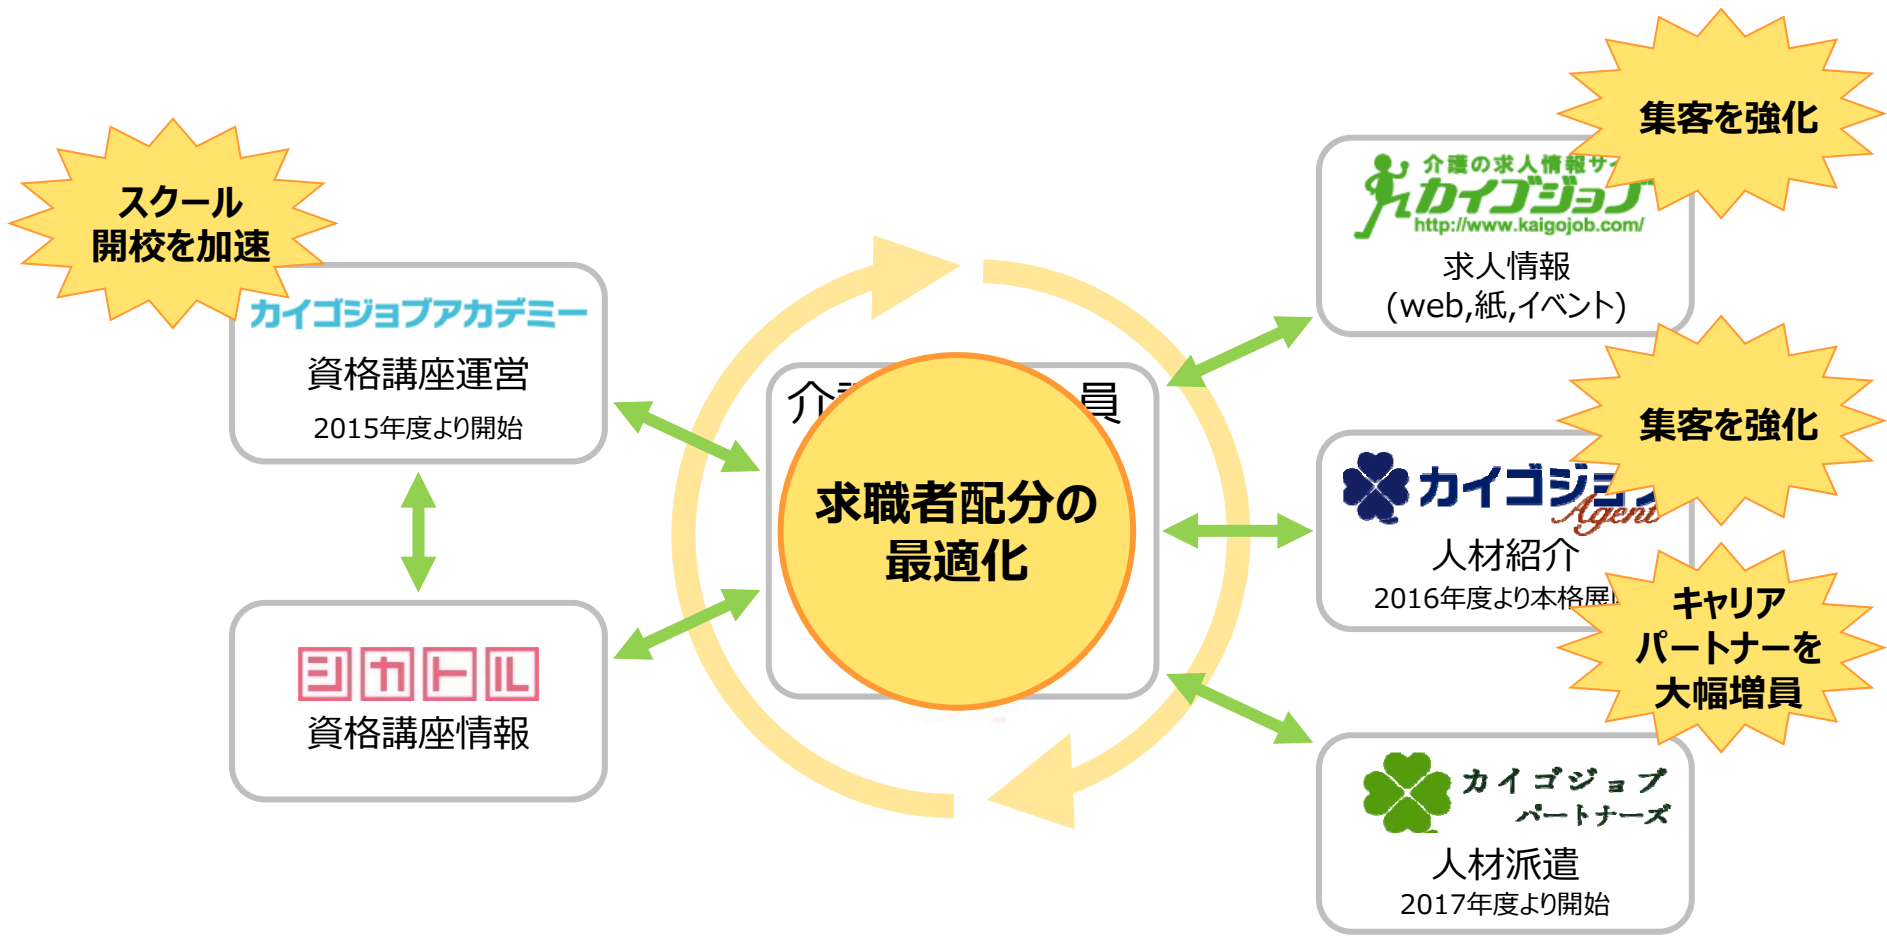 スクール
開校を加速
カイゴジョブアカデミー
資格講座運営
2015年度より開始
シカトル
資格講座情報
求職者配分の
最適化
集客を強化
介護の求人情報サイ
カイゴジョブ
http://www.kaigojob.com/
求人情報
(web,紙,イベント)
集客を強化
カイゴジョブ
Agent
人材紹介
2016年度より本格展
キャリア
パートナーを
大幅増員
カイゴジョブ
パートナーズ
人材派遣
2017年度より開始